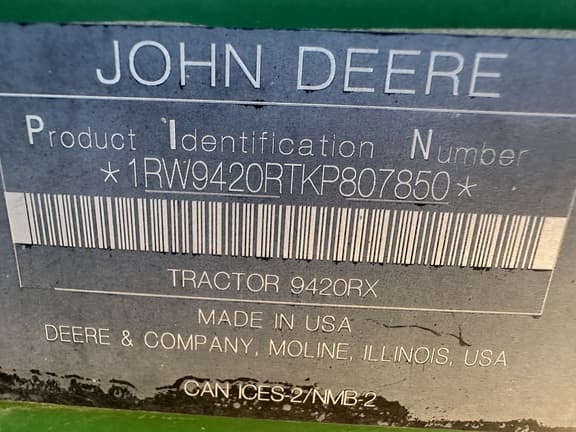 JOHN DEERE
Product Identification Number
*1RW9420RTKP807850*
TRACTOR 9420RX
MADE IN USA
DEERE & COMPANY, MOLINE, ILLINOIS, USA
CAN ICES-2/NMB-2